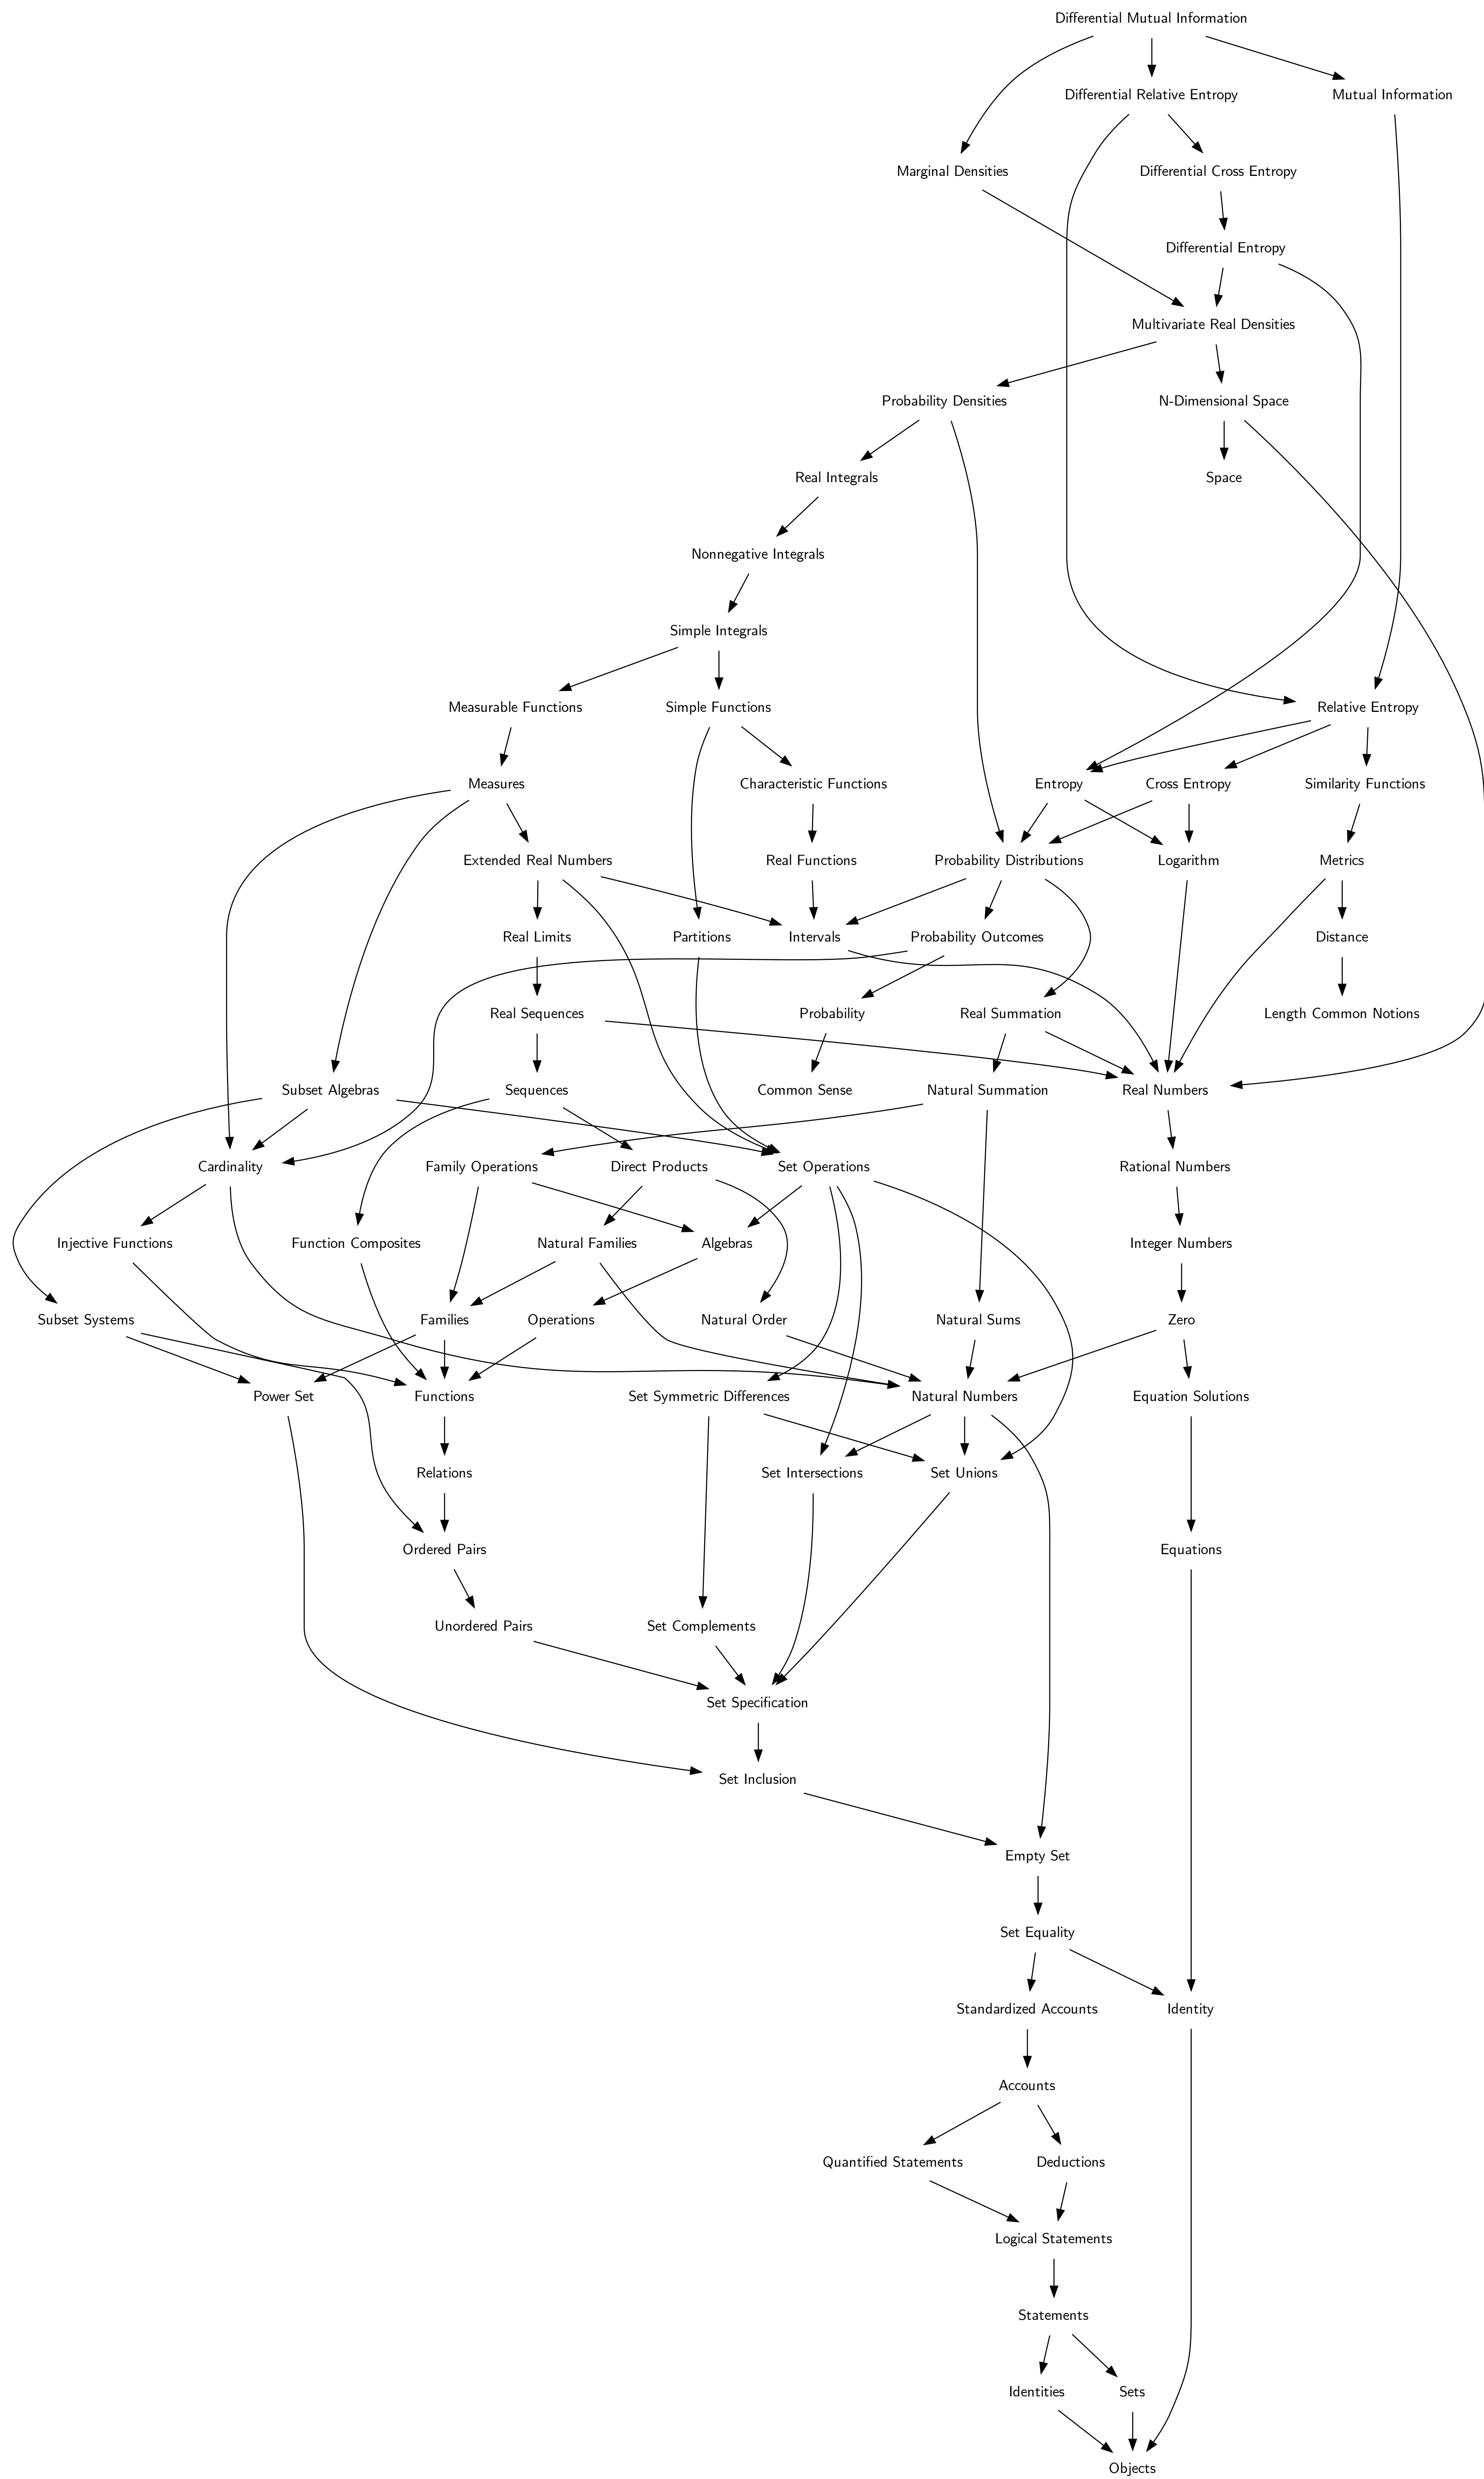 Differential Mutual Information
Differential Relative Entropy
Mutual Information
Marginal Densities
Differential Cross Entropy
Differential Entropy
Multivariate Real Densities
Probability Densities
N-Dimensional Space
Real Integrals
Space
Nonnegative Integrals
Simple Integrals
Measurable Functions
Simple Functions
Relative Entropy
Measures
Characteristic Functions
Entropy
Cross Entropy
Similarity Functions
Extended Real Numbers
Real Functions
Probability Distributions
Logarithm
Metrics
Real Limits
Partitions
Intervals
Probability Outcomes
Distance
Real Sequences
Probability
Real Summation
Length Common Notions
Subset Algebras
Sequences
Common Sense
Natural Summation
Real Numbers
Cardinality
Family Operations
Direct Products
Set Operations
Rational Numbers
Injective Functions
Function Composites
Natural Families
Algebras
Integer Numbers
Subset Systems
Families
Operations
Natural Order
Natural Sums
Zero
Power Set
Functions
Set Symmetric Differences
Natural Numbers
Equation Solutions
Relations
Set Intersections
Set Unions
Ordered Pairs
Equations
Unordered Pairs
Set Complements
Set Specification
Set Inclusion
Empty Set
Set Equality
Standardized Accounts
Identity
Accounts
Quantified Statements
Deductions
Logical Statements
Statements
Identities
Sets
Objects